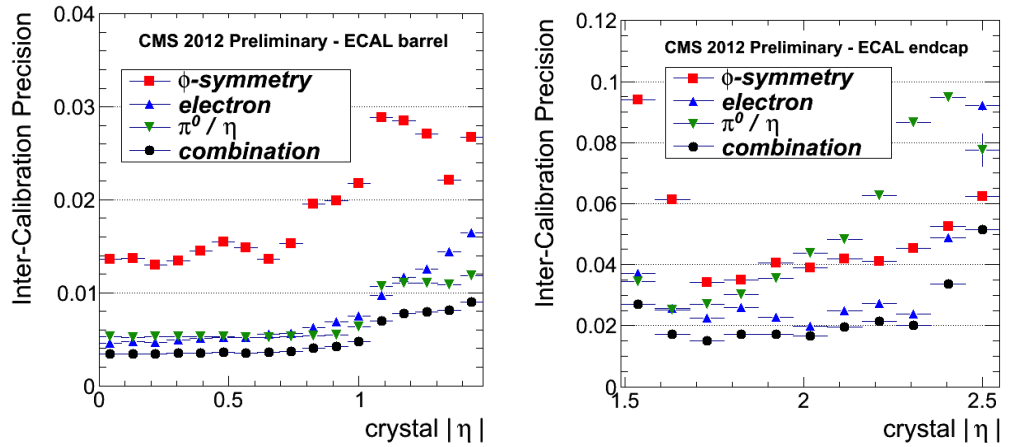 0.04
0.03
0.02
0.01
0
Inter-Calibration Precision
CMS 2012 Preliminary - ECAL barrel
ϕ-symmetry
electron
π⁰ / η
combination
0 0.5 1
crystal | η |
0.12
0.1
0.08
0.06
0.04
0.02
0
Inter-Calibration Precision
CMS 2012 Preliminary - ECAL endcap
ϕ-symmetry
electron
π⁰ / η
combination
1.5 2 2.5
crystal | η |